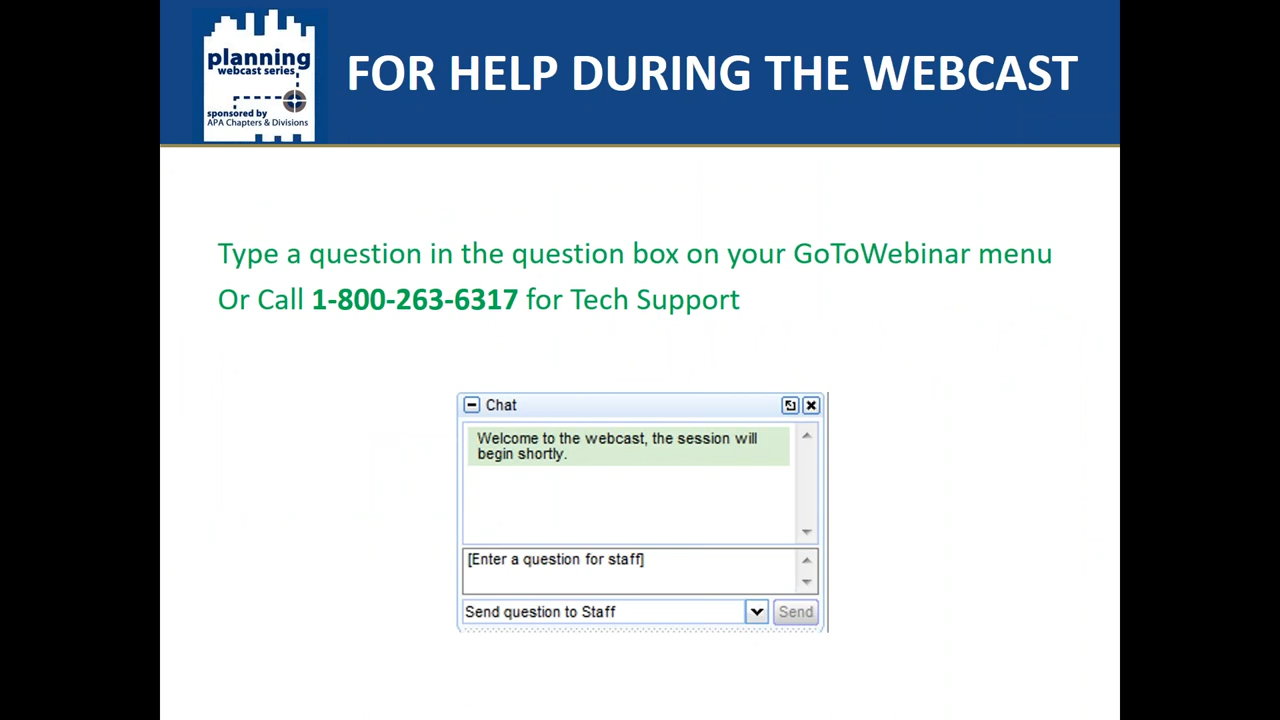 planning
webcast series
sponsored by
APA Chapters & Divisions
FOR HELP DURING THE WEBCAST
Type a question in the question box on your GoToWebinar menu
Or Call 1-800-263-6317 for Tech Support
Chat
Welcome to the webcast, the session will
begin shortly.
[Enter a question for staff]
Send question to Staff
Send